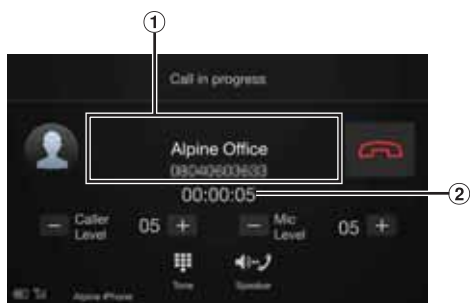 ①
Call in progress
Alpine Office
08040603633
00:00:05
②
− Caller Level 05 + − Mic Level 05 +
Tone Speaker
Alpine iPhone